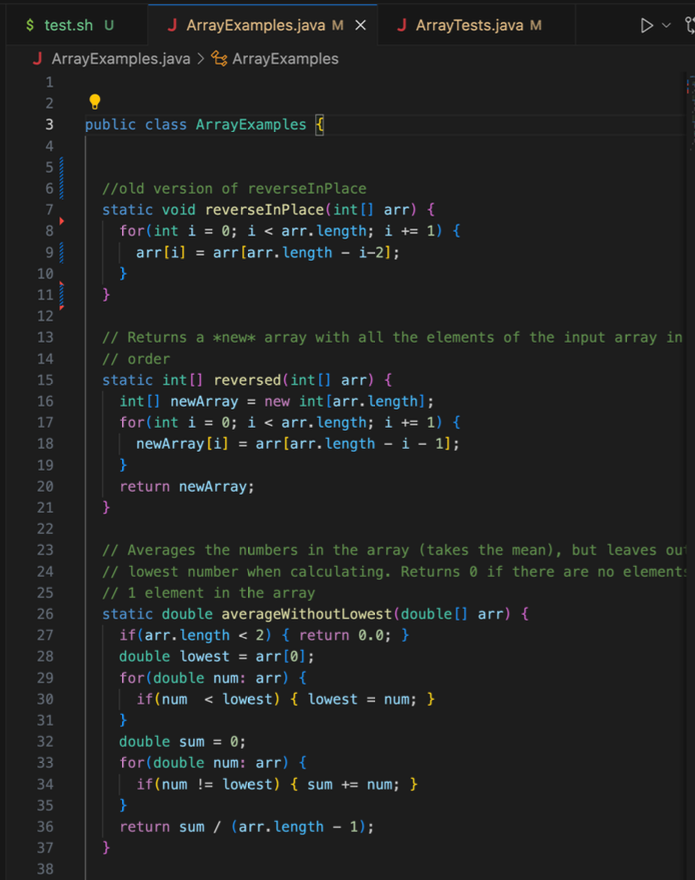 $ test.sh U
J ArrayExamples.java M ×
J ArrayTests.java M
J ArrayExamples.java > ArrayExamples
1
2
3 public class ArrayExamples {
4
5
6 //old version of reverseInPlace
7 static void reverseInPlace(int[] arr) {
8 for(int i = 0; i < arr.length; i += 1) {
9 arr[i] = arr[arr.length - i-2];
10 }
11 }
12
13 // Returns a *new* array with all the elements of the input array in
14 // order
15 static int[] reversed(int[] arr) {
16 int[] newArray = new int[arr.length];
17 for(int i = 0; i < arr.length; i += 1) {
18 newArray[i] = arr[arr.length - i - 1];
19 }
20 return newArray;
21 }
22
23 // Averages the numbers in the array (takes the mean), but leaves ou
24 // lowest number when calculating. Returns 0 if there are no element
25 // 1 element in the array
26 static double averageWithoutLowest(double[] arr) {
27 if(arr.length < 2) { return 0.0; }
28 double lowest = arr[0];
29 for(double num: arr) {
30 if(num  < lowest) { lowest = num; }
31 }
32 double sum = 0;
33 for(double num: arr) {
34 if(num != lowest) { sum += num; }
35 }
36 return sum / (arr.length - 1);
37 }
38